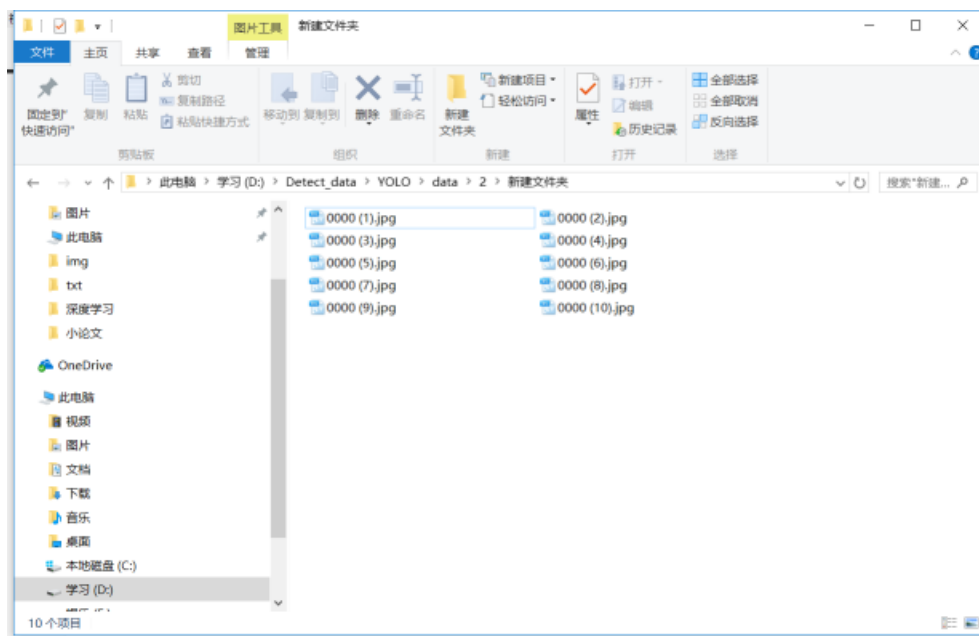 图片工具 新建文件夹
文件 主页 共享 查看 管理
固定到"快速访问"
复制
粘贴
剪切
复制路径
粘贴快捷方式
剪贴板
移动到 复制到 删除 重命名
组织
新建文件夹
新建项目
轻松访问
新建
属性
打开
编辑
历史记录
打开
全部选择
全部取消
反向选择
选择
此电脑 > 学习 (D:) > Detect_data > YOLO > data > 2 > 新建文件夹
搜索"新建...
图片
此电脑
img
txt
深度学习
小论文
OneDrive
此电脑
视频
图片
文档
下载
音乐
桌面
本地磁盘 (C:)
学习 (D:)
0000 (1).jpg 0000 (2).jpg
0000 (3).jpg 0000 (4).jpg
0000 (5).jpg 0000 (6).jpg
0000 (7).jpg 0000 (8).jpg
0000 (9).jpg 0000 (10).jpg
10 个项目